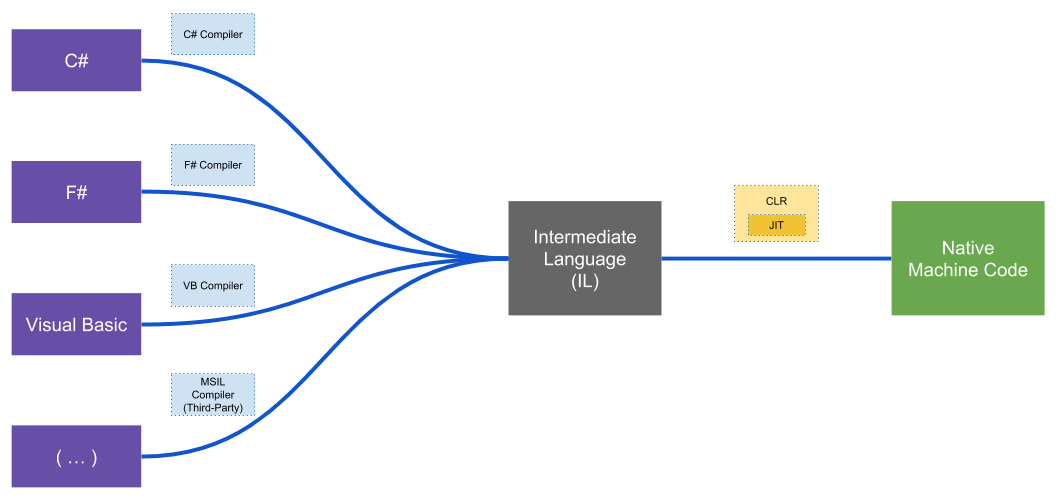 C# Compiler
C#
F# Compiler
F#
VB Compiler
Visual Basic
MSIL
Compiler
(Third-Party)
( ... )
Intermediate
Language
(IL)
CLR
JIT
Native
Machine Code